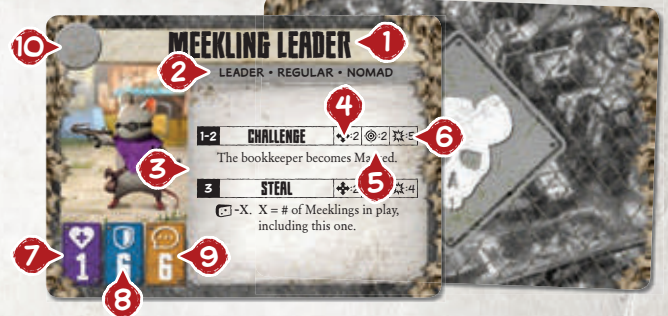 10
MEEKLING LEADER
1
2
LEADER • REGULAR • NOMAD
4
1-2 CHALLENGE :2 :2 :5
6
The bookkeeper becomes Marked.
3
5
3 STEAL :2 :4
-X. X = # of Meeklings in play,
including this one.
7
9
1 6 6
8